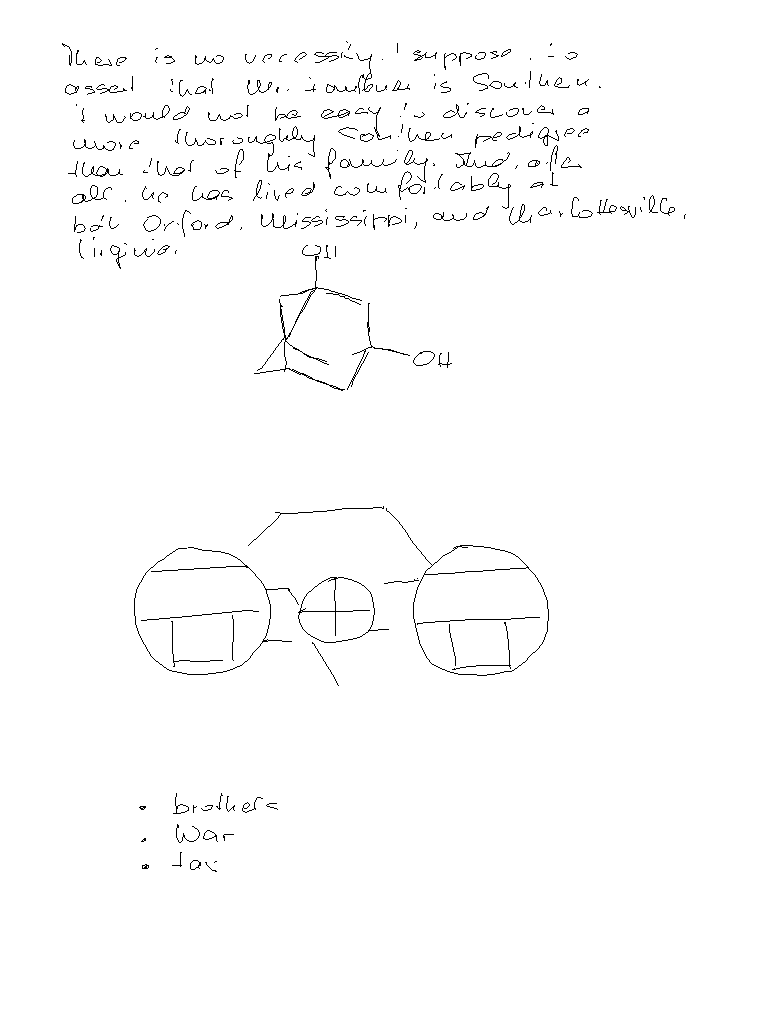 There is no necessity, I suppose, to
assert that Mr. Faulkner is Southern.
It would not be easy to discover a
more thoroughly Southern pedigree
than that of his family. And, after
all, he has lived comfortably at
both Oxford, Mississippi, and Charlottesville,
Virginia.
OH
OH
• brothers
• War
• tax